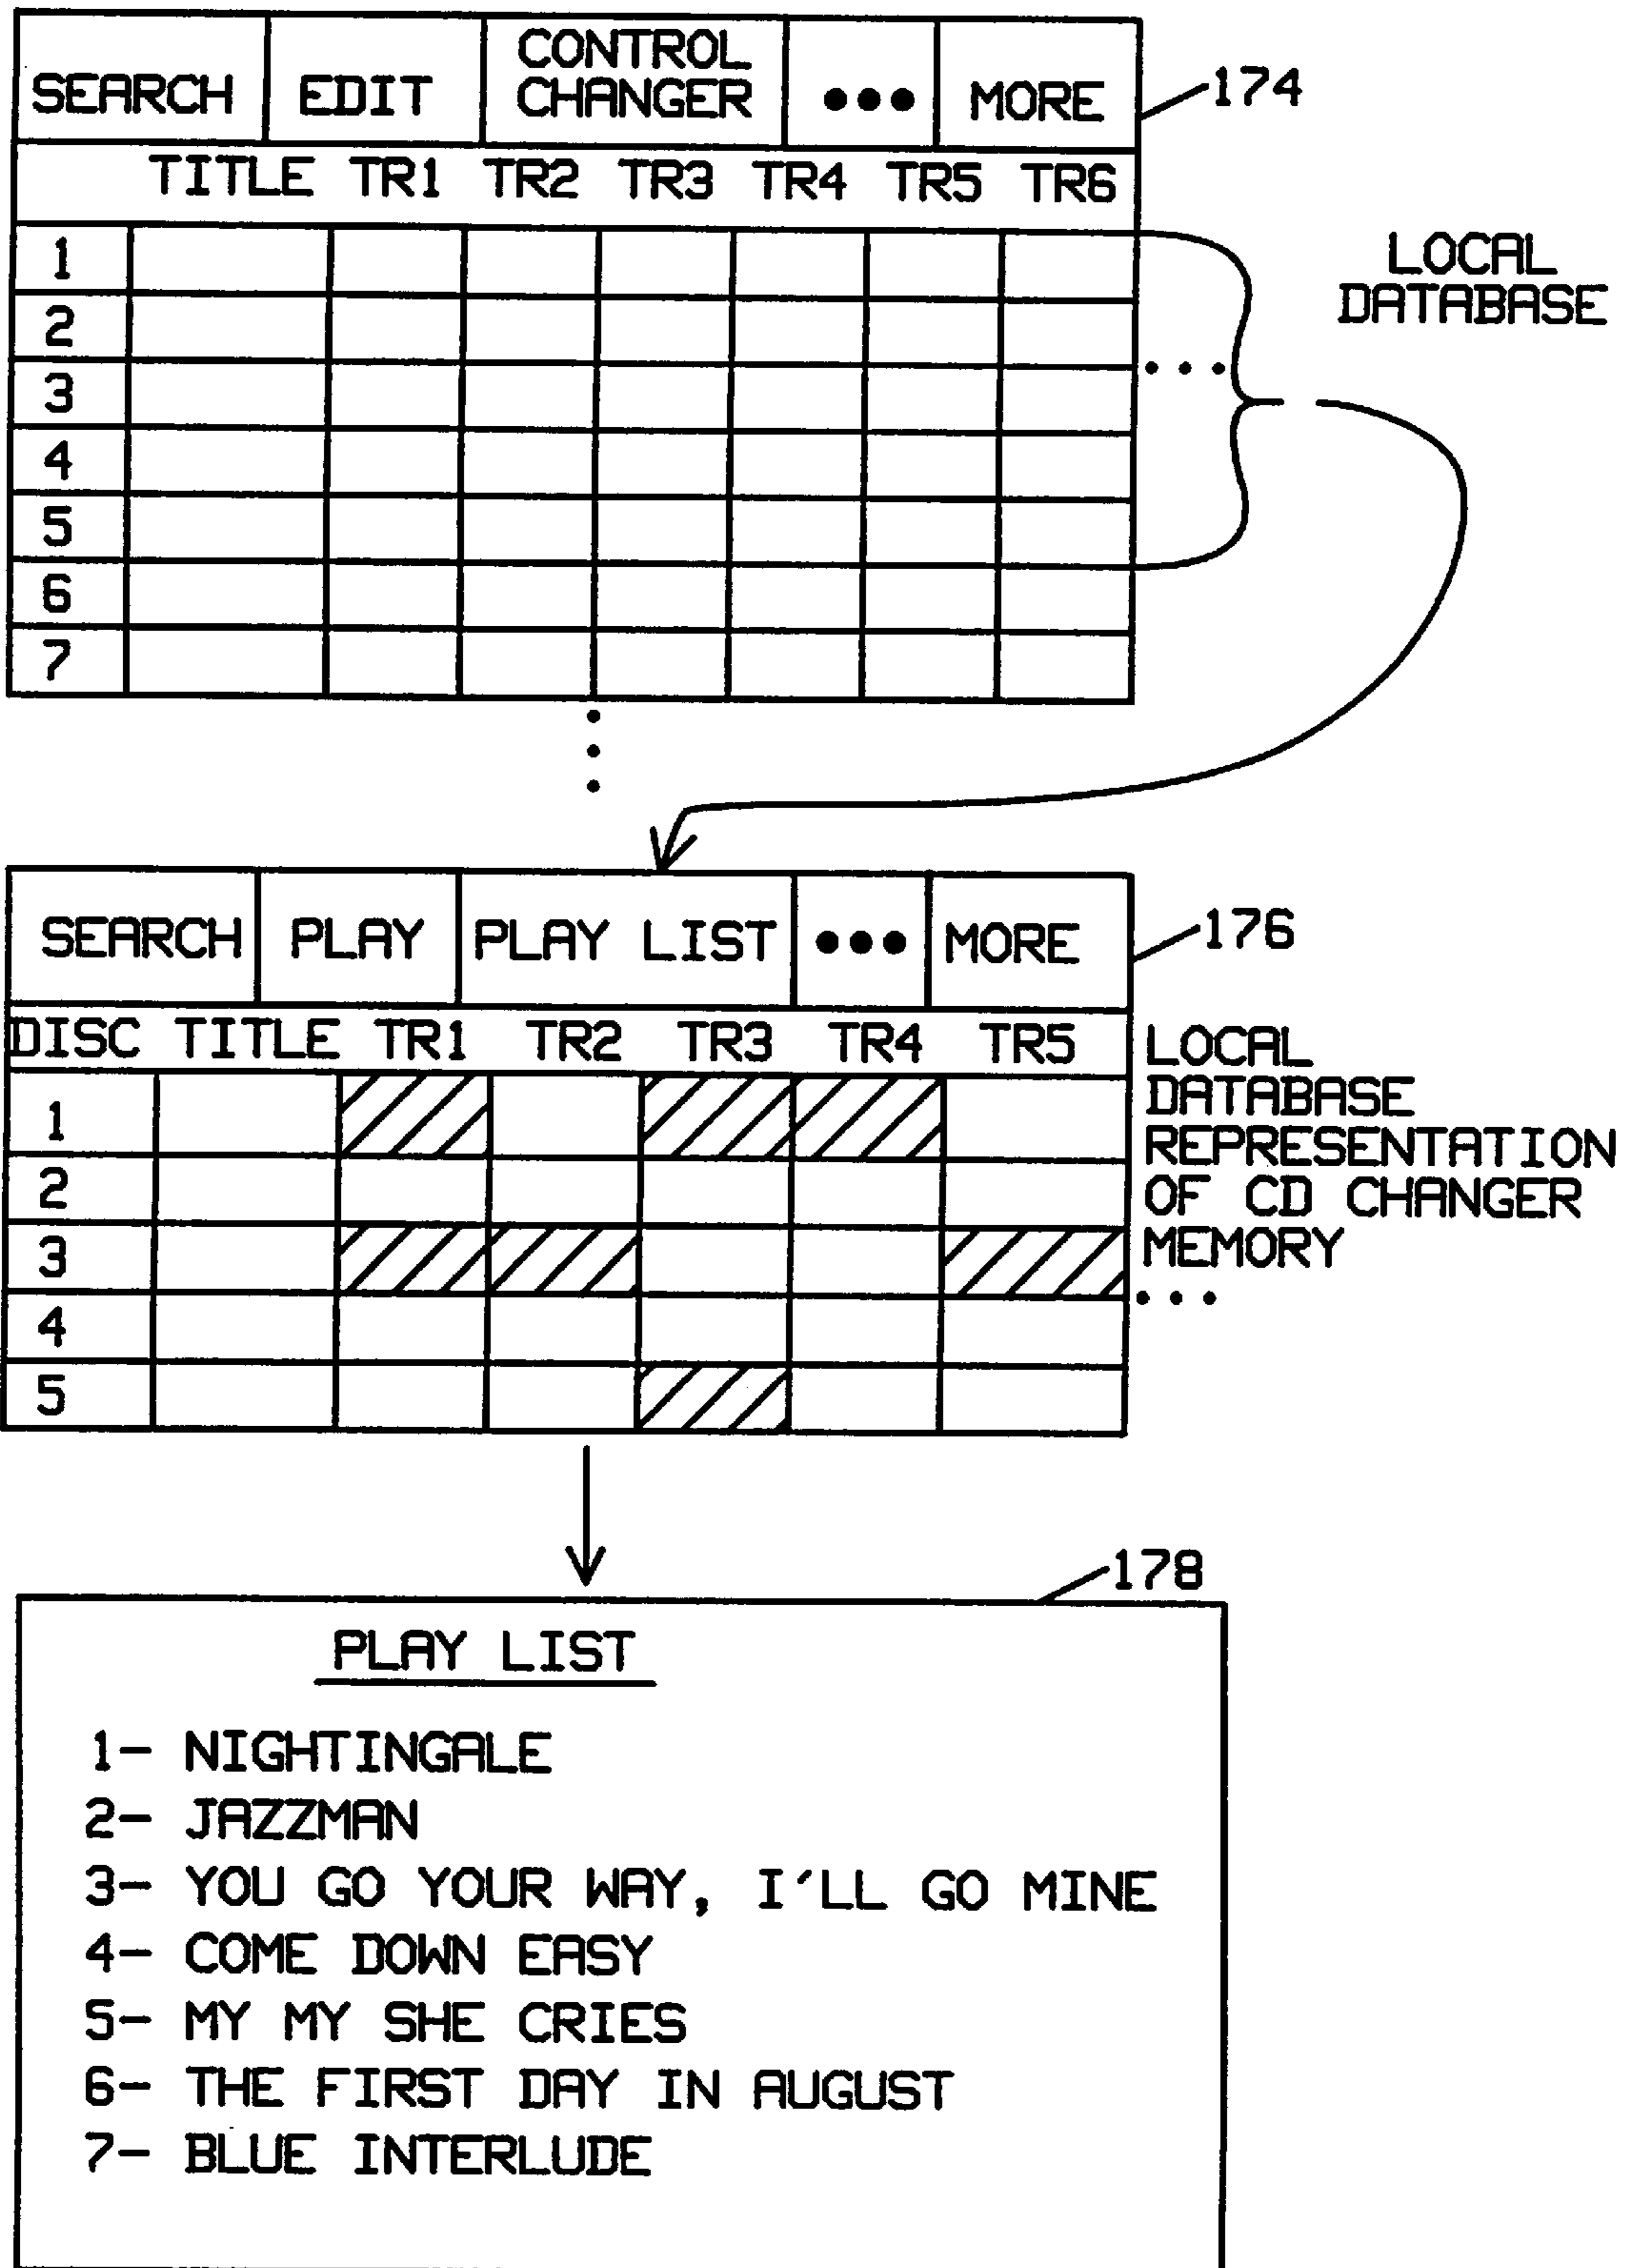 SEARCH EDIT CONTROL CHANGER ●●● MORE
174
TITLE TR1 TR2 TR3 TR4 TR5 TR6
1
2
3
4
5
6
7
LOCAL
DATABASE
SEARCH PLAY PLAY LIST ●●● MORE
176
DISC TITLE TR1 TR2 TR3 TR4 TR5
1
2
3
4
5
LOCAL
DATABASE
REPRESENTATION
OF CD CHANGER
MEMORY
178
PLAY LIST
1- NIGHTINGALE
2- JAZZMAN
3- YOU GO YOUR WAY, I'LL GO MINE
4- COME DOWN EASY
5- MY MY SHE CRIES
6- THE FIRST DAY IN AUGUST
7- BLUE INTERLUDE